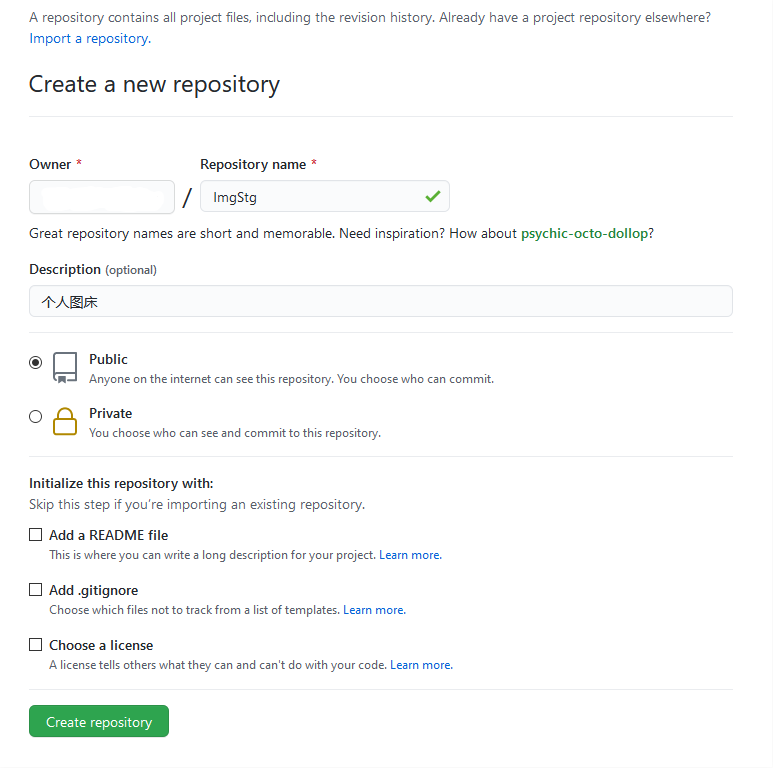 A repository contains all project files, including the revision history. Already have a project repository elsewhere?
Import a repository.
Create a new repository
Owner * Repository name *
/ ImgStg
Great repository names are short and memorable. Need inspiration? How about psychic-octo-dollop?
Description (optional)
个人图床
Public
Anyone on the internet can see this repository. You choose who can commit.
Private
You choose who can see and commit to this repository.
Initialize this repository with:
Skip this step if you're importing an existing repository.
Add a README file
This is where you can write a long description for your project. Learn more.
Add .gitignore
Choose which files not to track from a list of templates. Learn more.
Choose a license
A license tells others what they can and can't do with your code. Learn more.
Create repository